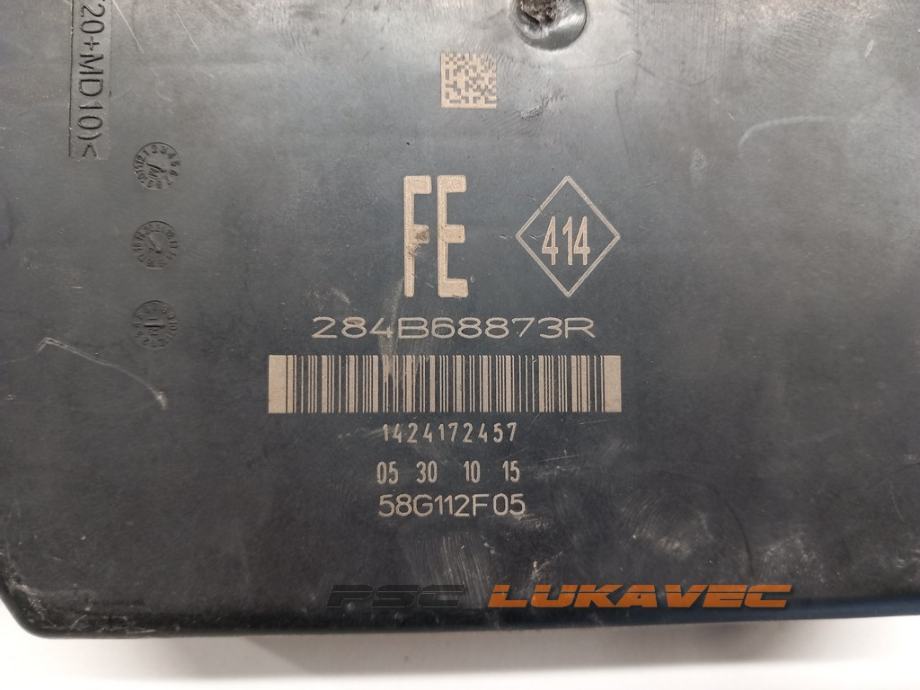 20+MD10)<
FE
414
284B68873R
1424172457
05 30 10 15
58G112F05
PSC LUKAVEC